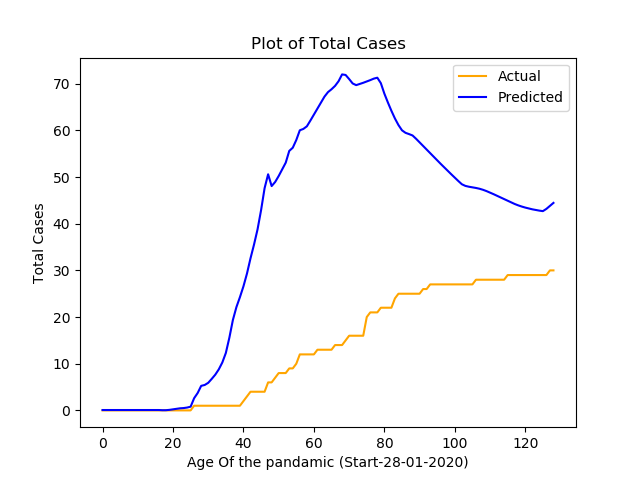 Plot of Total Cases
Actual
Predicted
Total Cases
70
60
50
40
30
20
10
0
0 20 40 60 80 100 120
Age Of the pandamic (Start-28-01-2020)